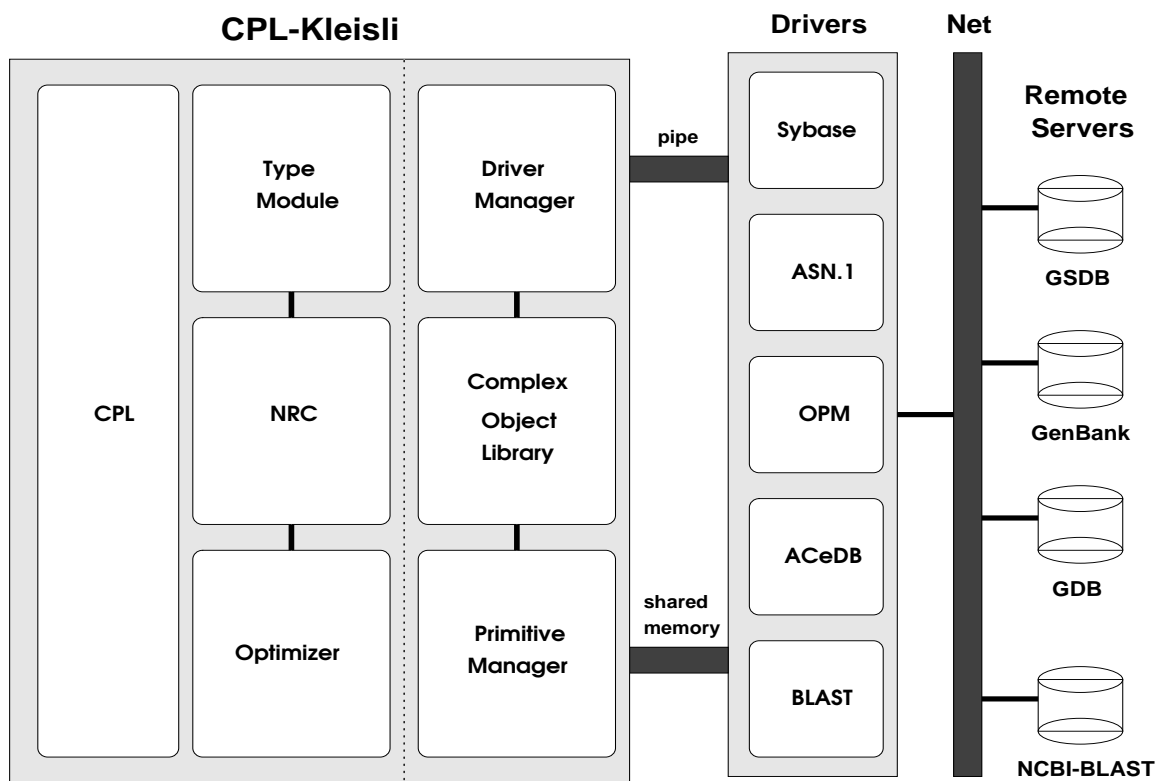 CPL-Kleisli
Drivers
Net
CPL
Type
Module
NRC
Optimizer
Driver
Manager
Complex
Object
Library
Primitive
Manager
pipe
shared
memory
Sybase
ASN.1
OPM
ACeDB
BLAST
Remote
Servers
GSDB
GenBank
GDB
NCBI-BLAST